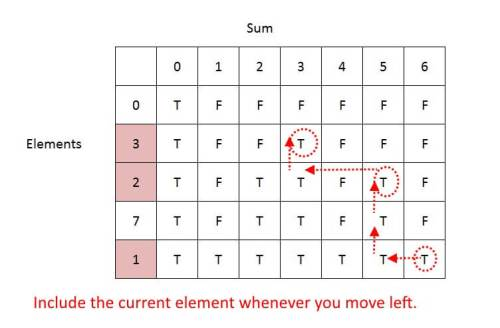 Sum
0 1 2 3 4 5 6
0 T F F F F F F
Elements 3 T F F T F F F
2 T F T T F T F
7 T F T T F T F
1 T T T T T T T
Include the current element whenever you move left.